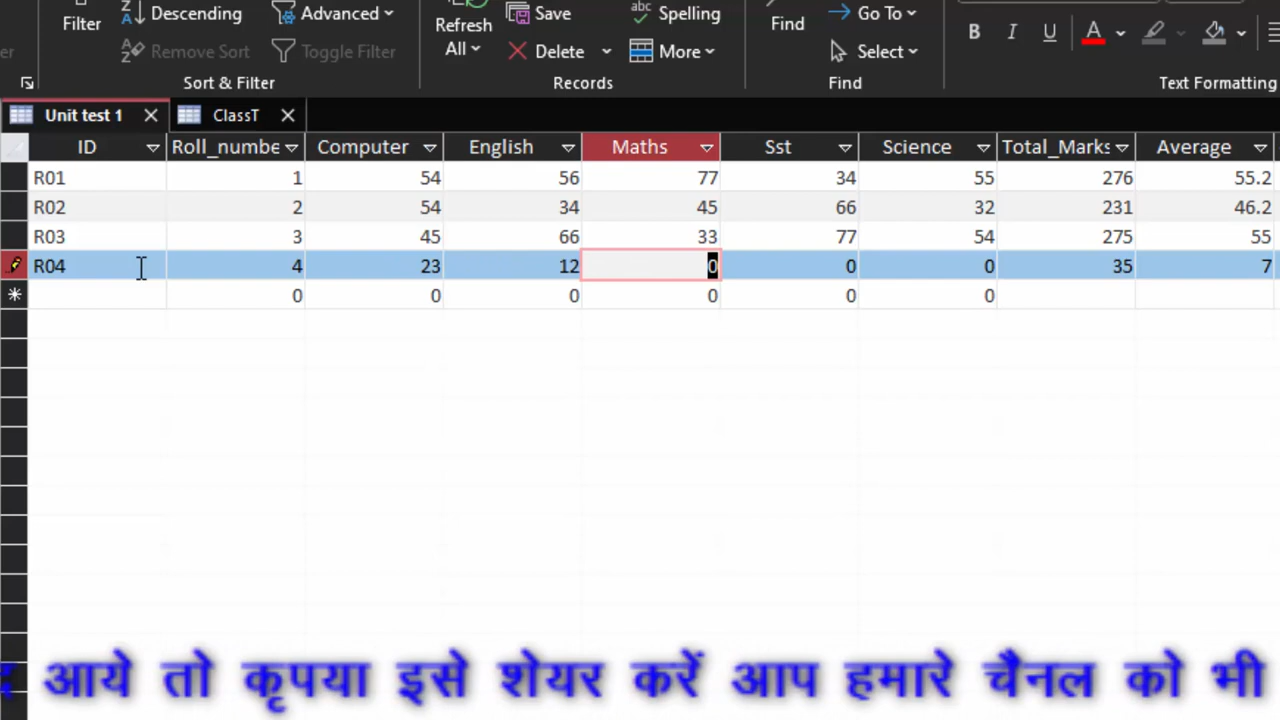 Filter
Descending
Advanced
Remove Sort
Toggle Filter
Sort & Filter
Refresh All
Save
Spelling
Delete
More
Records
Find
Go To
Select
Find
B I U A
Text Formatting
Unit test 1
ClassT
ID Roll_numbe Computer English Maths Sst Science Total_Marks Average
R01 1 54 56 77 34 55 276 55.2
R02 2 54 34 45 66 32 231 46.2
R03 3 45 66 33 77 54 275 55
R04 4 23 12 0 0 0 35 7
0 0 0 0 0 0
आये तो कृपया इसे शेयर करें आप हमारे चैनल को भी